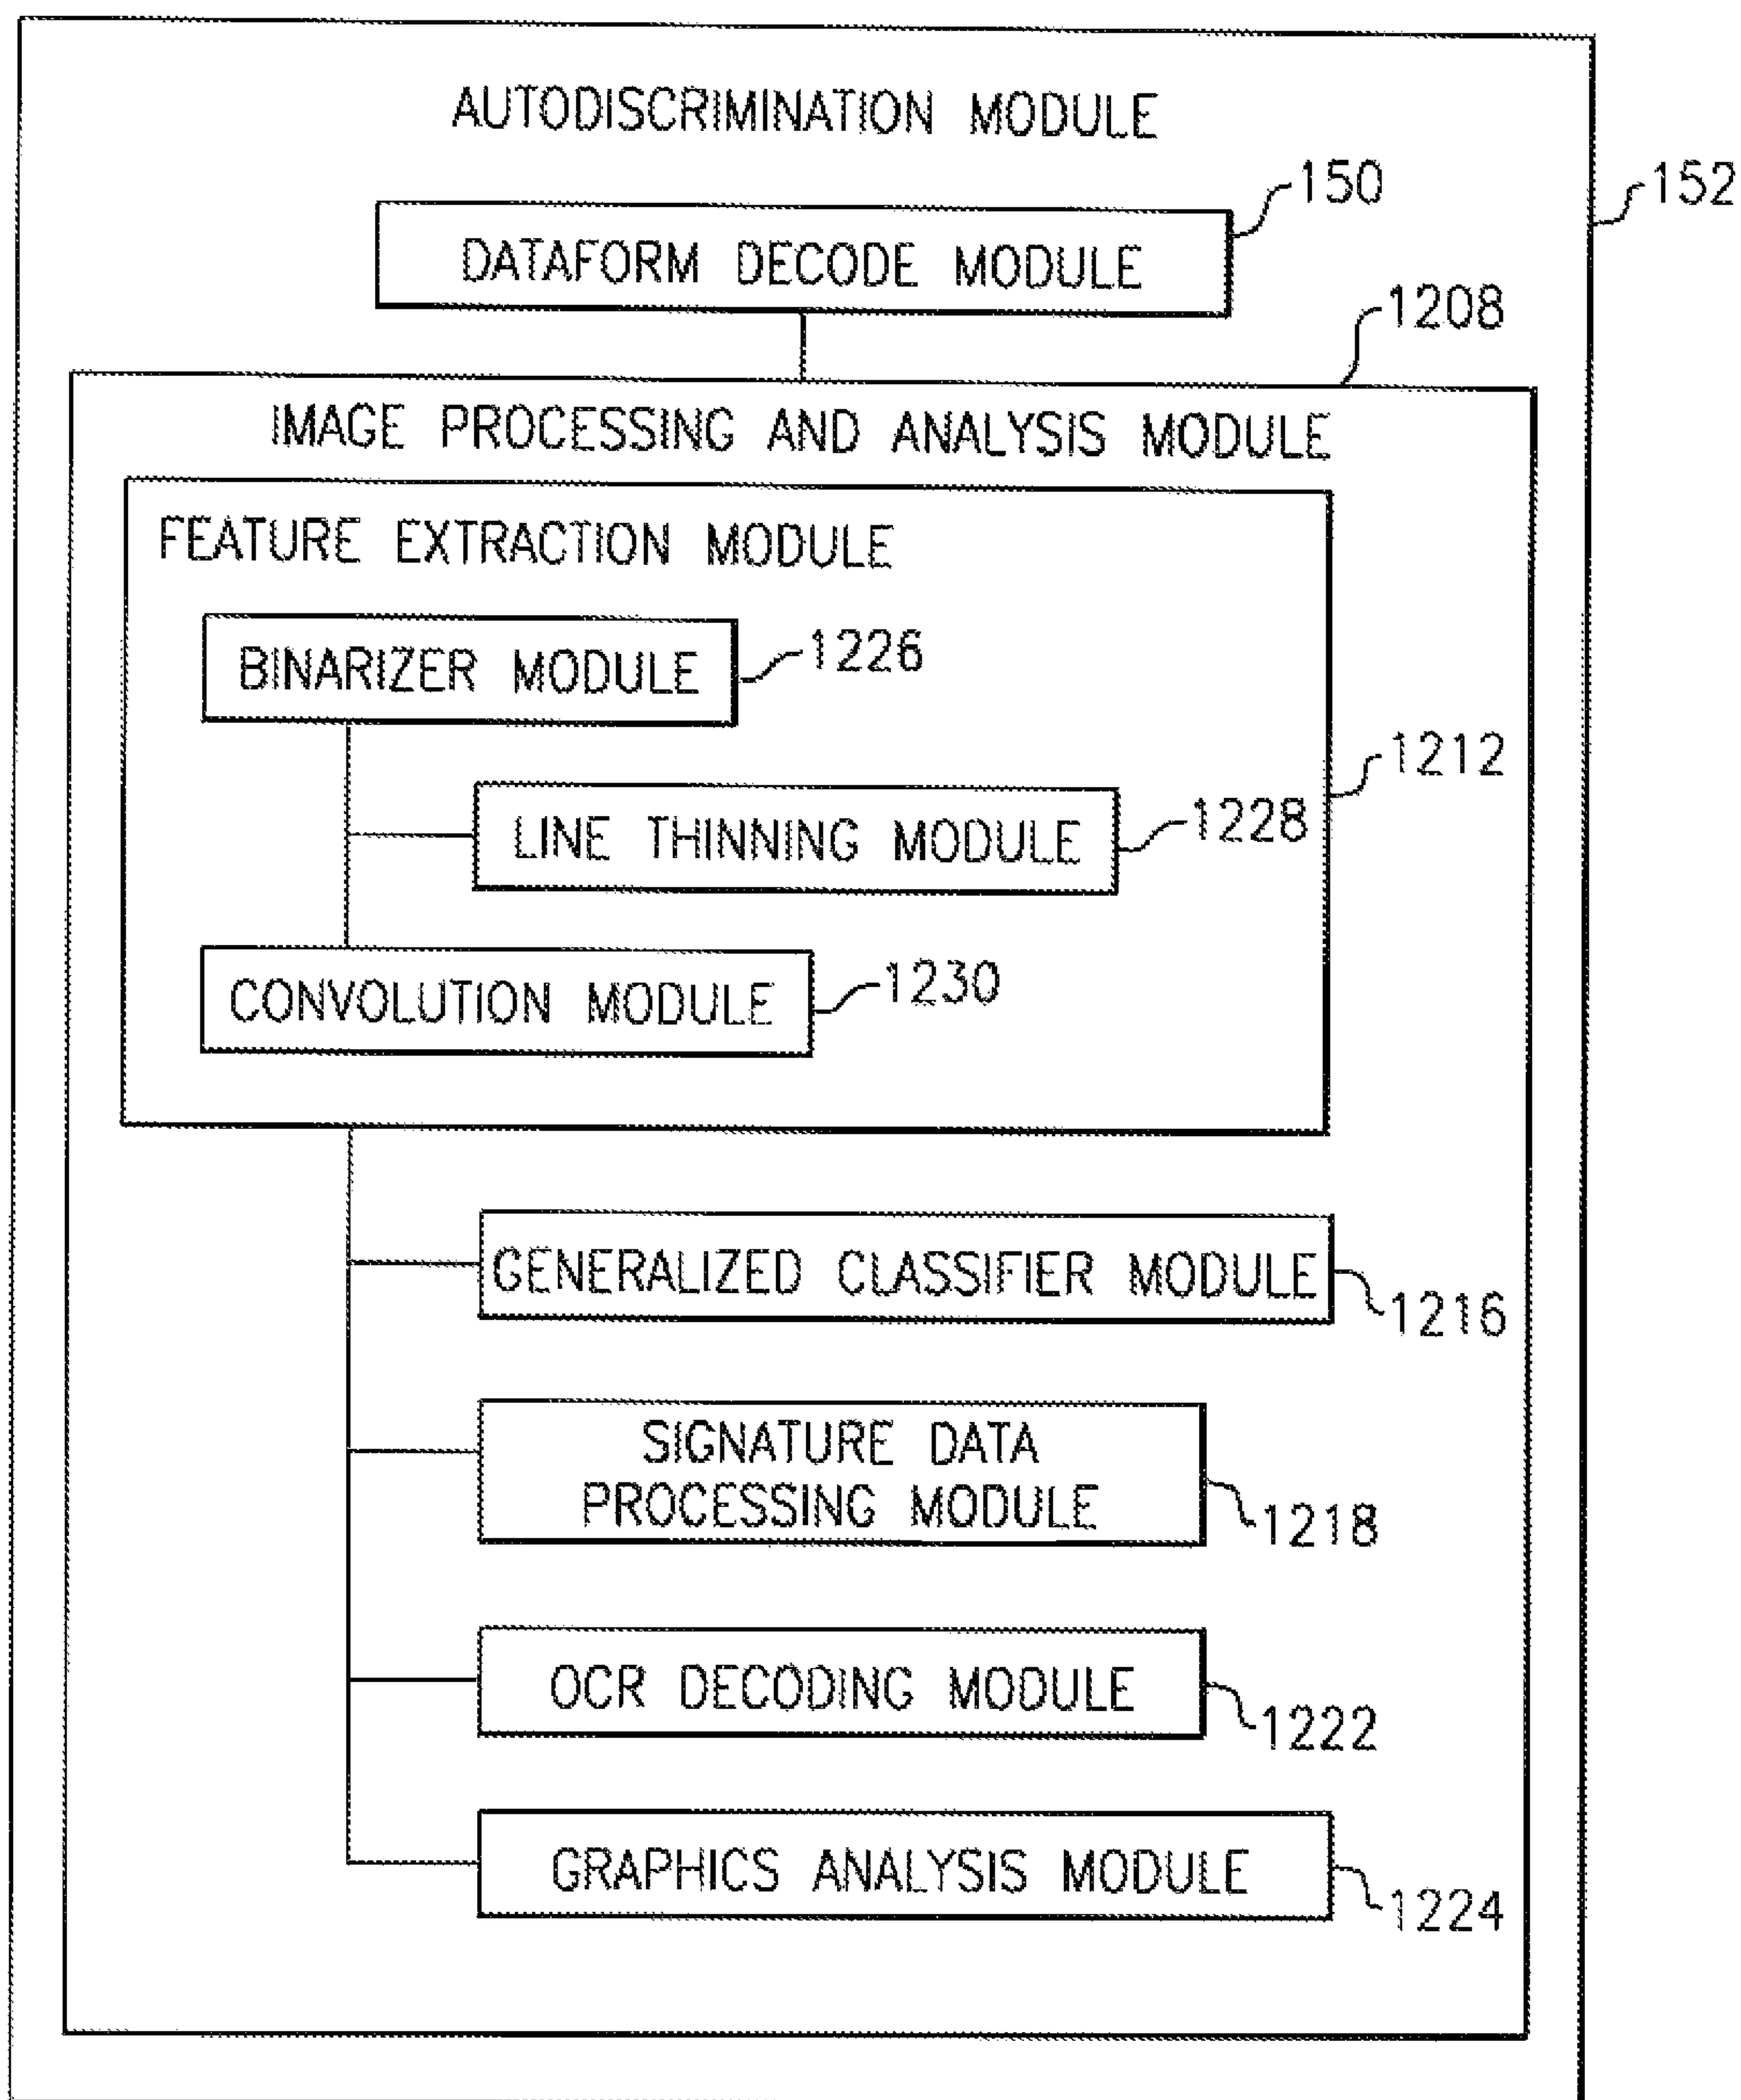 AUTODISCRIMINATION MODULE
150
152
DATAFORM DECODE MODULE
1208
IMAGE PROCESSING AND ANALYSIS MODULE
FEATURE EXTRACTION MODULE
1226
BINARIZER MODULE
1212
1228
LINE THINNING MODULE
1230
CONVOLUTION MODULE
GENERALIZED CLASSIFIER MODULE
1216
SIGNATURE DATA
PROCESSING MODULE
1218
OCR DECODING MODULE
1222
GRAPHICS ANALYSIS MODULE
1224